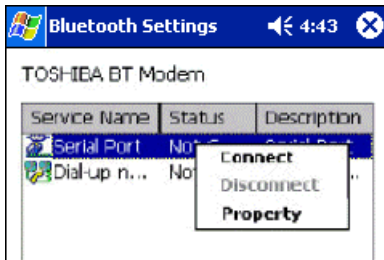 Bluetooth Settings 4:43
TOSHIBA BT Modem
Service Name Status Description
Serial Port
Dial-up n...
Connect
Disconnect
Property